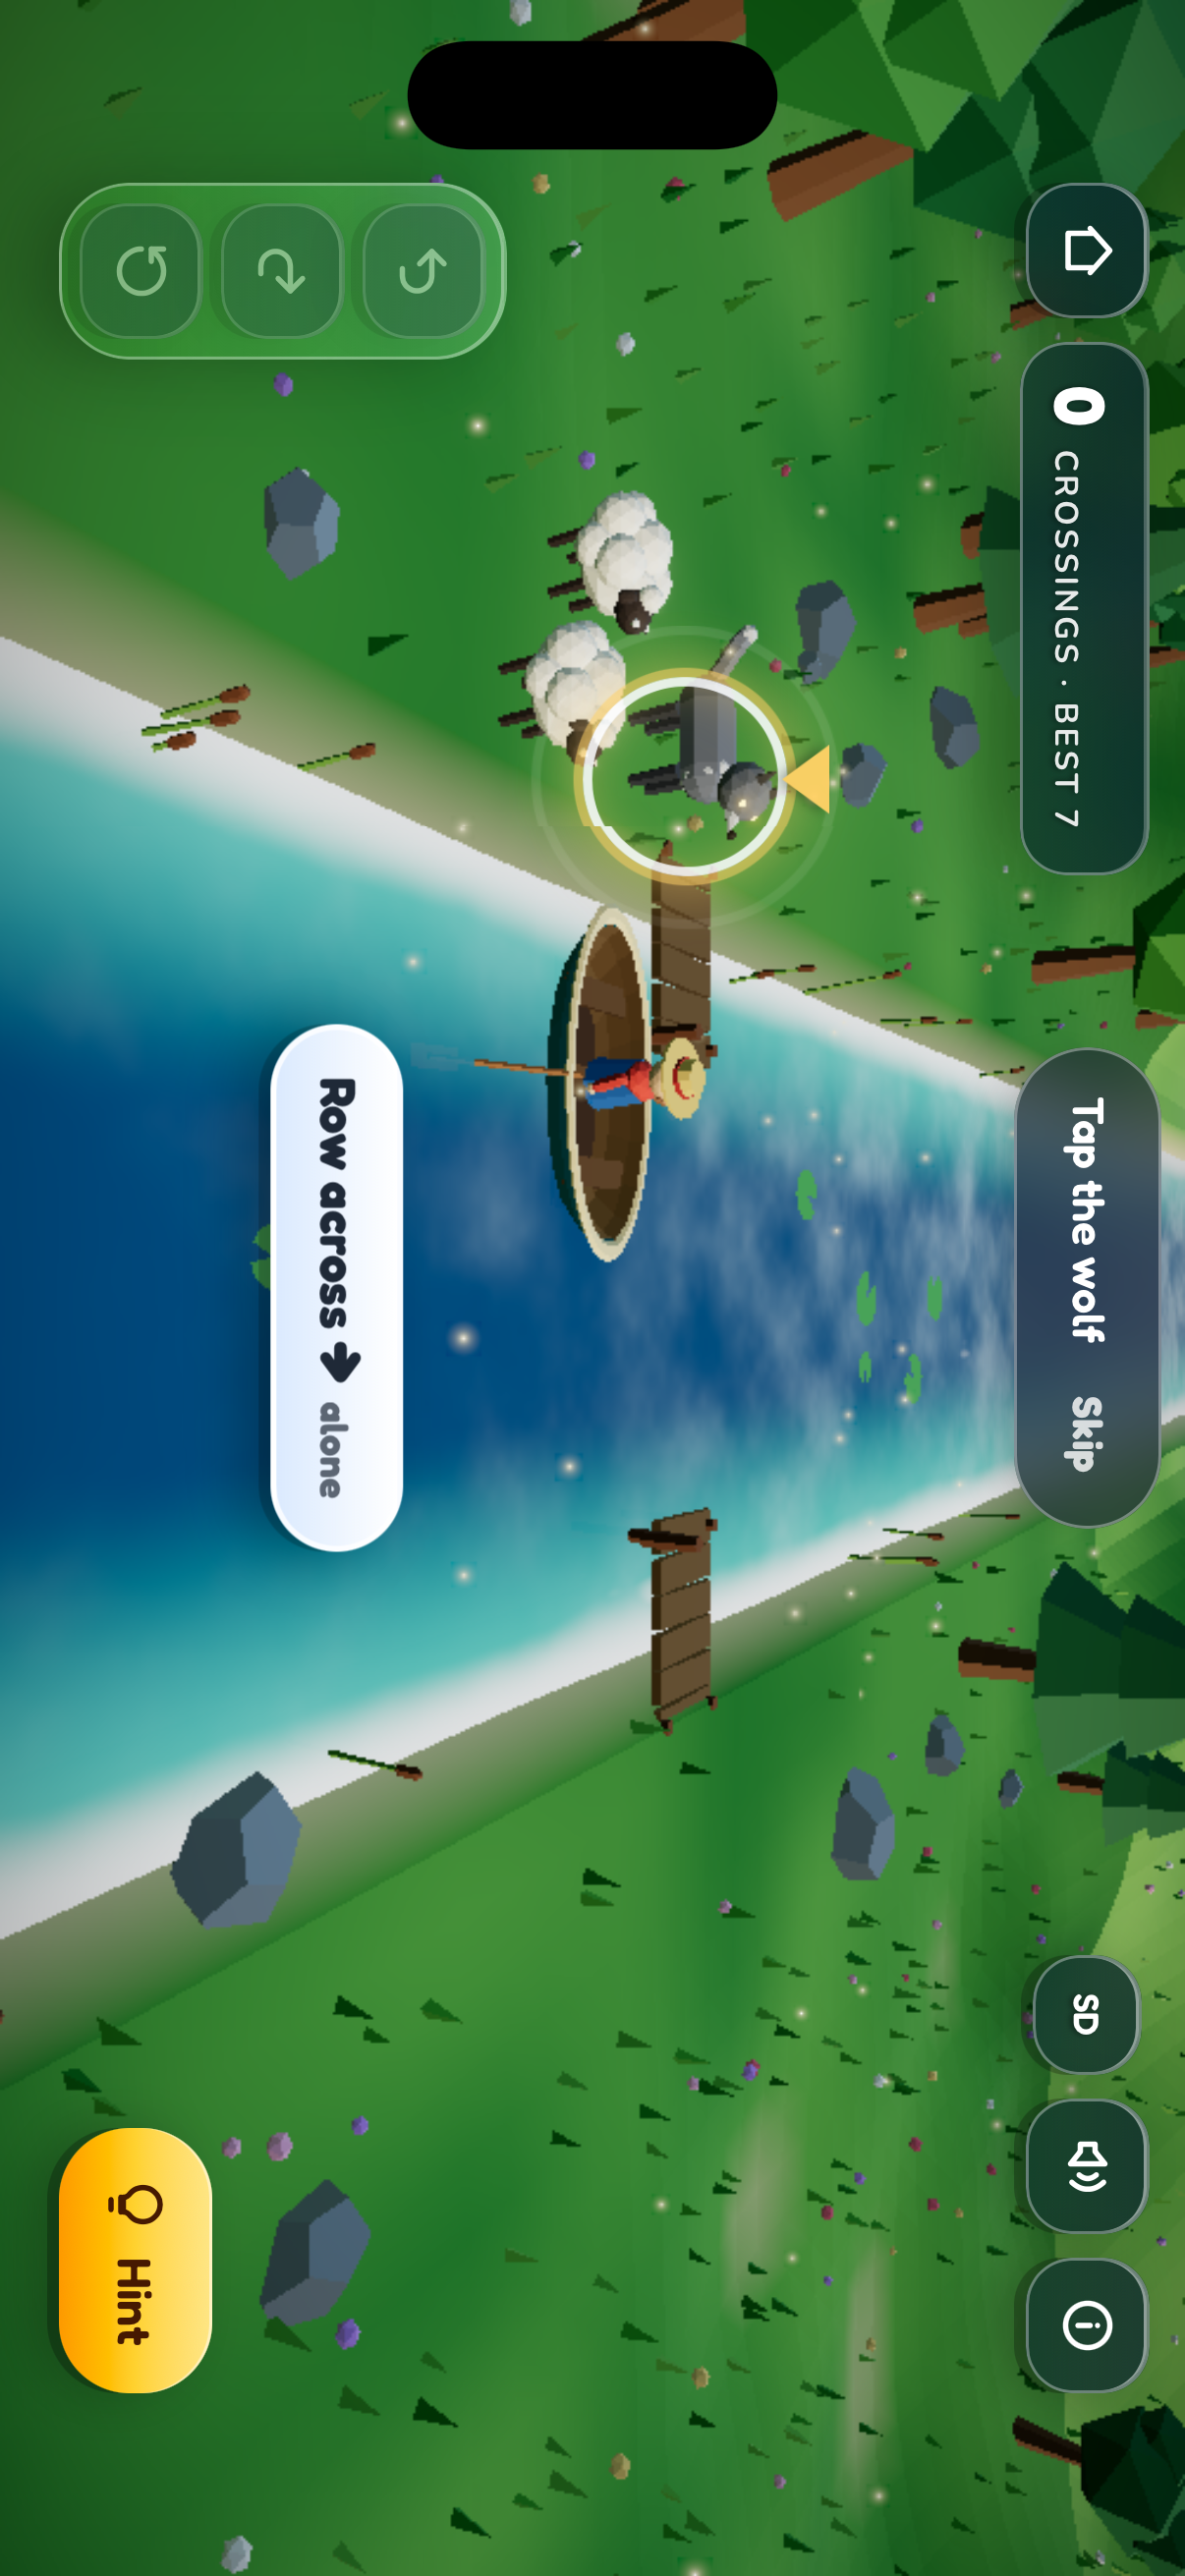 0 CROSSINGS · BEST 7
Tap the wolf Skip
SD
Row across → alone
Hint